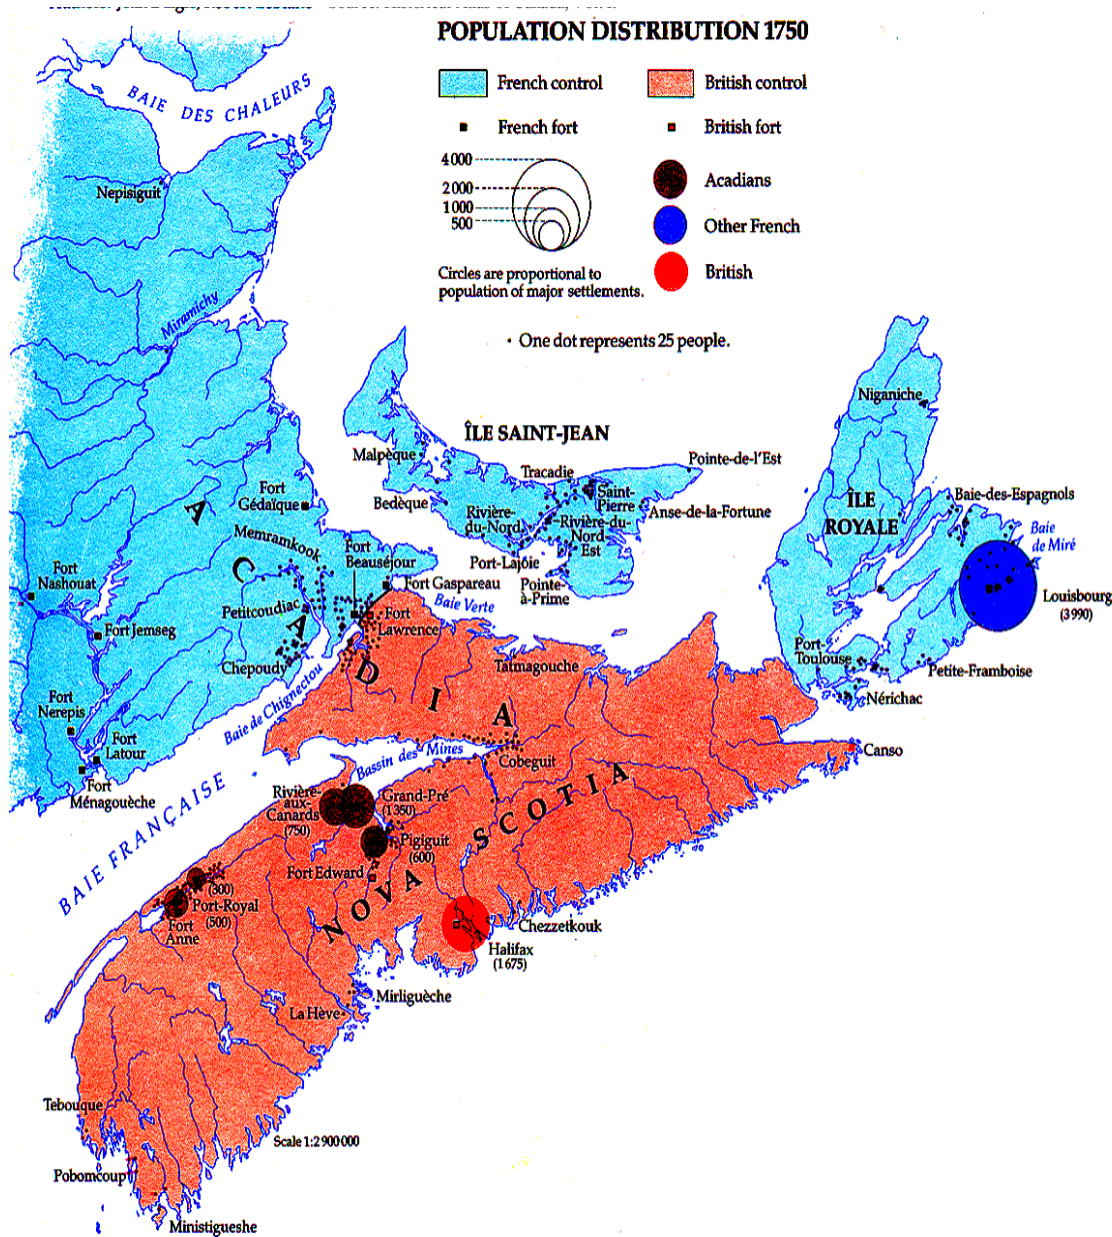 POPULATION DISTRIBUTION 1750
French control
British control
French fort
British fort
4 000
2 000
1 000
500
Acadians
Other French
British
Circles are proportional to
population of major settlements.
• One dot represents 25 people.
BAIE DES CHALEURS
Nepisiguit
Miramichy
ÎLE SAINT-JEAN
Malpèque
Bedèque
Tracadie
Pointe-de-l'Est
Saint-
Pierre
Anse-de-la-Fortune
Rivière-
du-Nord
Rivière-du-
Nord-
Est
Port-Lajoie
Pointe-
à-Prime
Niganiche
ÎLE
ROYALE
Baie-des-Espagnols
Baie
de Miré
Louisbourg
(3 990)
Port-
Toulouse
Petite-Framboise
Nérichac
Canso
ACADIA
Fort
Gédaïque
Memramkook
Fort
Beauséjour
Fort Gaspareau
Baie Verte
Fort
Nashouat
Petitcoudiac
Fort
Lawrence
Fort Jemseg
Chepoudy
Tatmagouche
Fort
Nerepis
Baie de Chignectou
Fort
Latour
Fort
Ménagouèche
Bassin des Mines
Cobeguit
BAIE FRANÇAISE
Rivière-
aux-
Canards
(750)
Grand-Pré
(1 350)
Pigiguit
(600)
NOVA SCOTIA
Fort Edward
(300)
Port-Royal
(500)
Fort
Anne
Chezzetkouk
Halifax
(1 675)
Mirliguèche
La Hève
Tebouque
Scale 1:2 900 000
Pobomcoup
Ministigueshe